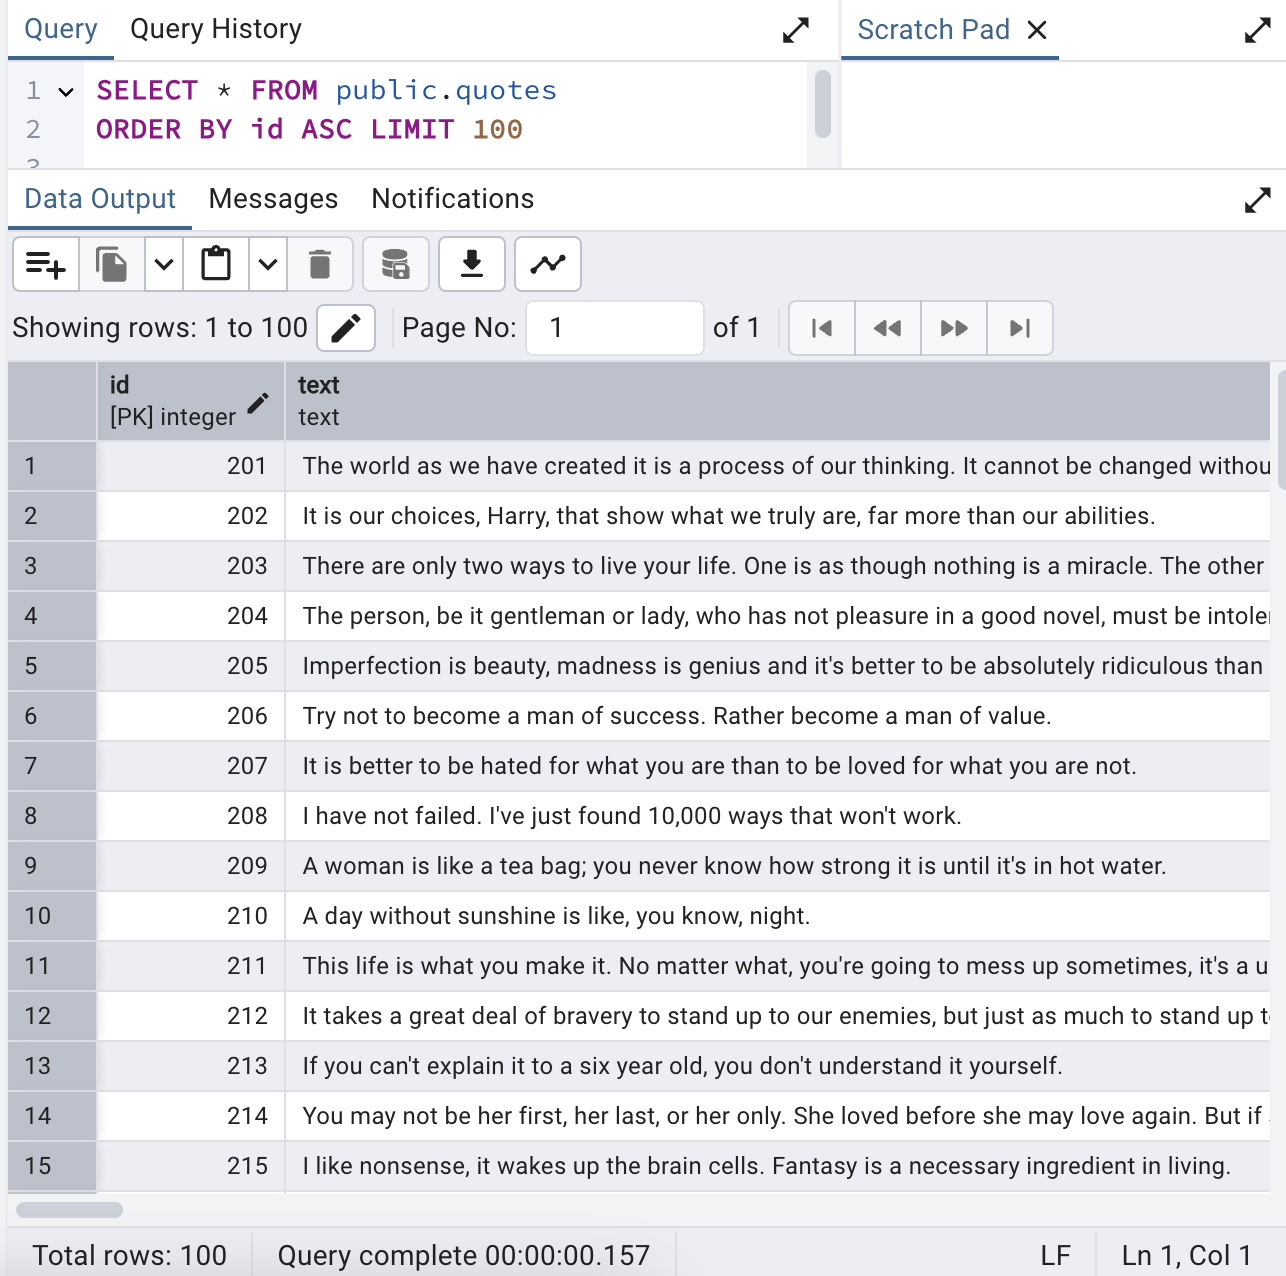 Query Query History Scratch Pad
1 SELECT * FROM public.quotes
2 ORDER BY id ASC LIMIT 100
3
Data Output Messages Notifications
Showing rows: 1 to 100 Page No: 1 of 1
id text
[PK] integer text
1 201 The world as we have created it is a process of our thinking. It cannot be changed withou
2 202 It is our choices, Harry, that show what we truly are, far more than our abilities.
3 203 There are only two ways to live your life. One is as though nothing is a miracle. The other
4 204 The person, be it gentleman or lady, who has not pleasure in a good novel, must be intoler
5 205 Imperfection is beauty, madness is genius and it's better to be absolutely ridiculous than
6 206 Try not to become a man of success. Rather become a man of value.
7 207 It is better to be hated for what you are than to be loved for what you are not.
8 208 I have not failed. I've just found 10,000 ways that won't work.
9 209 A woman is like a tea bag; you never know how strong it is until it's in hot water.
10 210 A day without sunshine is like, you know, night.
11 211 This life is what you make it. No matter what, you're going to mess up sometimes, it's a u
12 212 It takes a great deal of bravery to stand up to our enemies, but just as much to stand up t
13 213 If you can't explain it to a six year old, you don't understand it yourself.
14 214 You may not be her first, her last, or her only. She loved before she may love again. But if
15 215 I like nonsense, it wakes up the brain cells. Fantasy is a necessary ingredient in living.
Total rows: 100 Query complete 00:00:00.157 LF Ln 1, Col 1